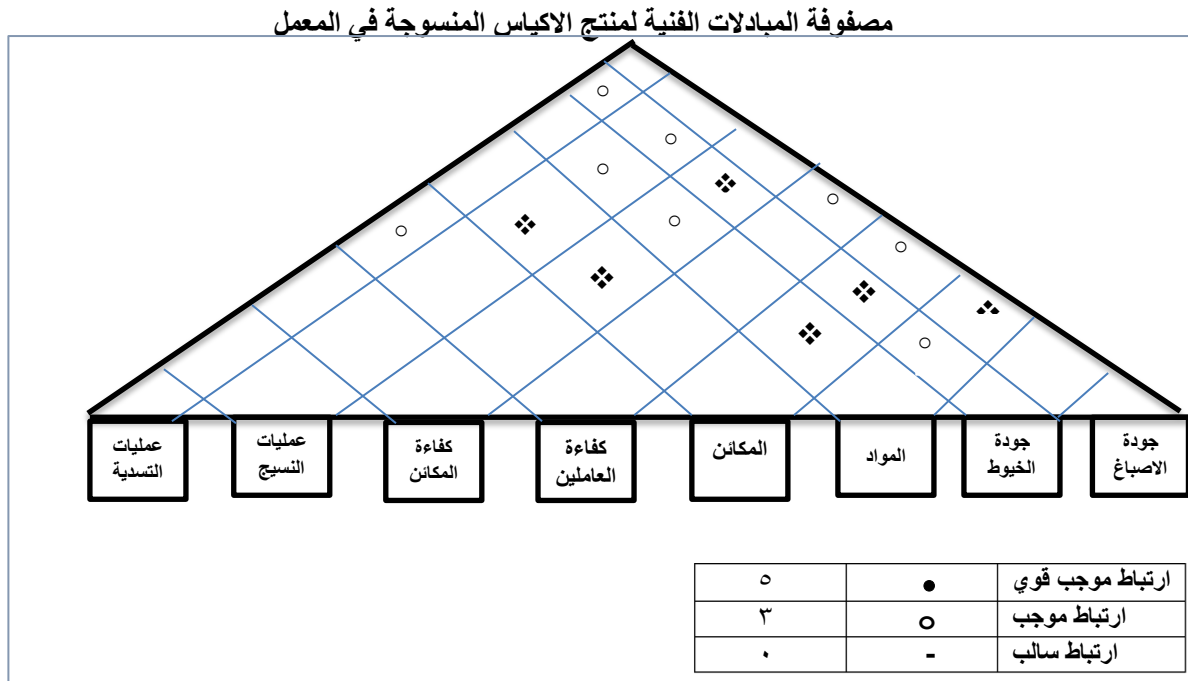 مصفوفة المبادلات الفنية لمنتج الاكياس المنسوجة في المعمل
جودة
الاصباغ
جودة
الخيوط
المواد
المكائن
كفاءة
العاملين
كفاءة
المكائن
عمليات
النسيج
عمليات
التسدية
ارتباط موجب قوي ● ٥
ارتباط موجب ○ ٣
ارتباط سالب - ٠